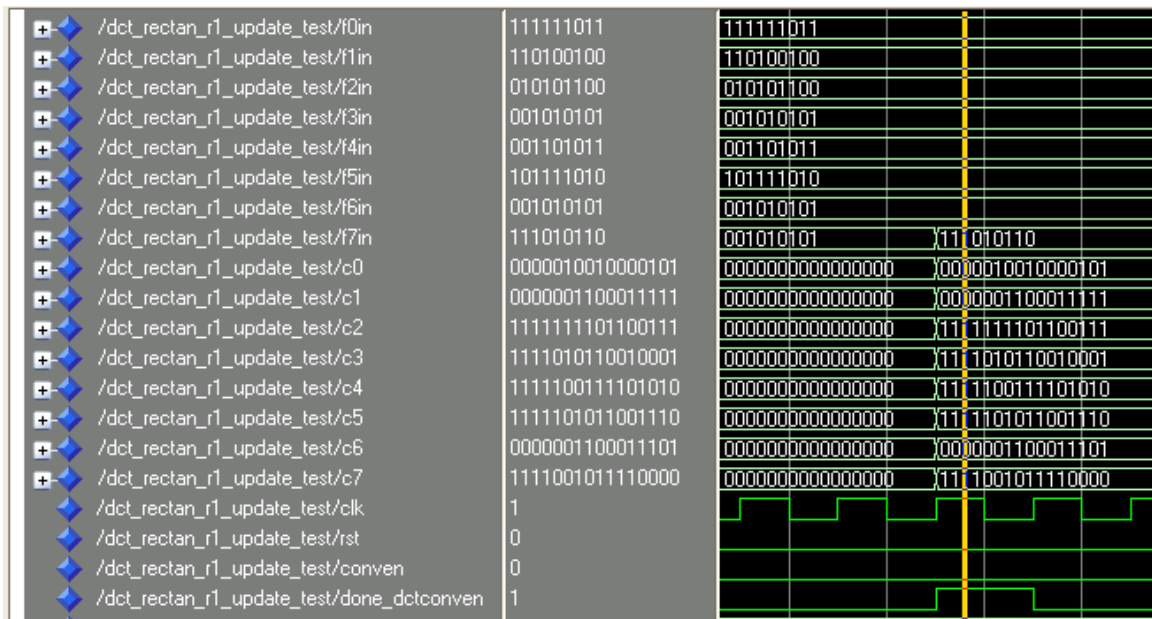 /dct_rectan_r1_update_test/f0in 111111011 111111011
/dct_rectan_r1_update_test/f1in 110100100 110100100
/dct_rectan_r1_update_test/f2in 010101100 010101100
/dct_rectan_r1_update_test/f3in 001010101 001010101
/dct_rectan_r1_update_test/f4in 001101011 001101011
/dct_rectan_r1_update_test/f5in 101111010 101111010
/dct_rectan_r1_update_test/f6in 001010101 001010101
/dct_rectan_r1_update_test/f7in 111010110 001010101 111010110
/dct_rectan_r1_update_test/c0 0000010010000101 0000000000000000 0000010010000101
/dct_rectan_r1_update_test/c1 0000001100011111 0000000000000000 0000001100011111
/dct_rectan_r1_update_test/c2 1111111101100111 0000000000000000 1111111101100111
/dct_rectan_r1_update_test/c3 1111010110010001 0000000000000000 1111010110010001
/dct_rectan_r1_update_test/c4 1111100111101010 0000000000000000 1111100111101010
/dct_rectan_r1_update_test/c5 1111101011001110 0000000000000000 1111101011001110
/dct_rectan_r1_update_test/c6 0000001100011101 0000000000000000 0000001100011101
/dct_rectan_r1_update_test/c7 1111001011110000 0000000000000000 1111001011110000
/dct_rectan_r1_update_test/clk 1
/dct_rectan_r1_update_test/rst 0
/dct_rectan_r1_update_test/conven 0
/dct_rectan_r1_update_test/done_dctconven 1